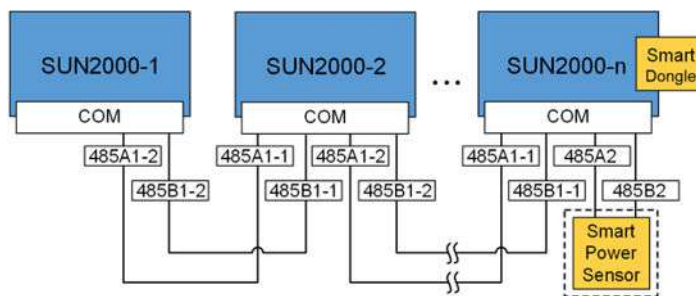 SUN2000-1
SUN2000-2
...
SUN2000-n
Smart
Dongle
COM
COM
COM
485A1-2
485A1-1
485A1-2
485A1-1
485A2
485B1-2
485B1-1
485B1-2
485B1-1
485B2
Smart
Power
Sensor